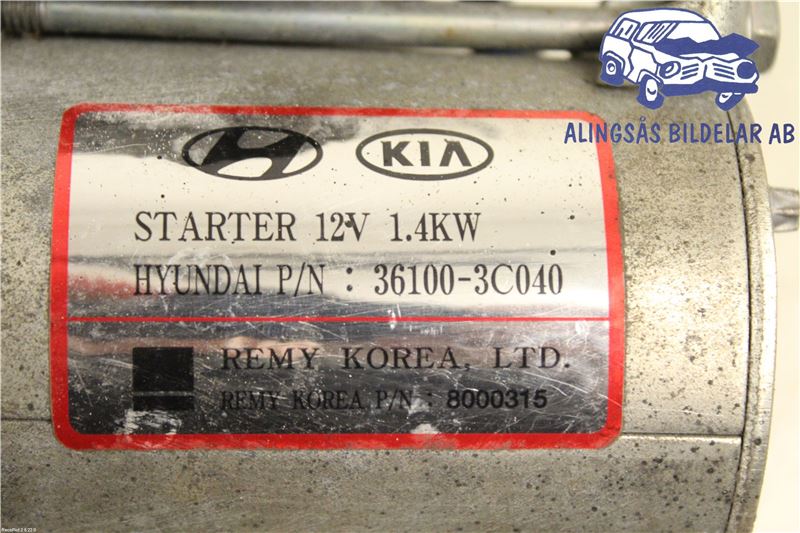 ALINGSÅS BILDELAR AB
KIA
STARTER 12V 1.4KW
HYUNDAI P/N : 36100-3C040
REMY KOREA, LTD.
REMY KOREA, P/N : 8000315